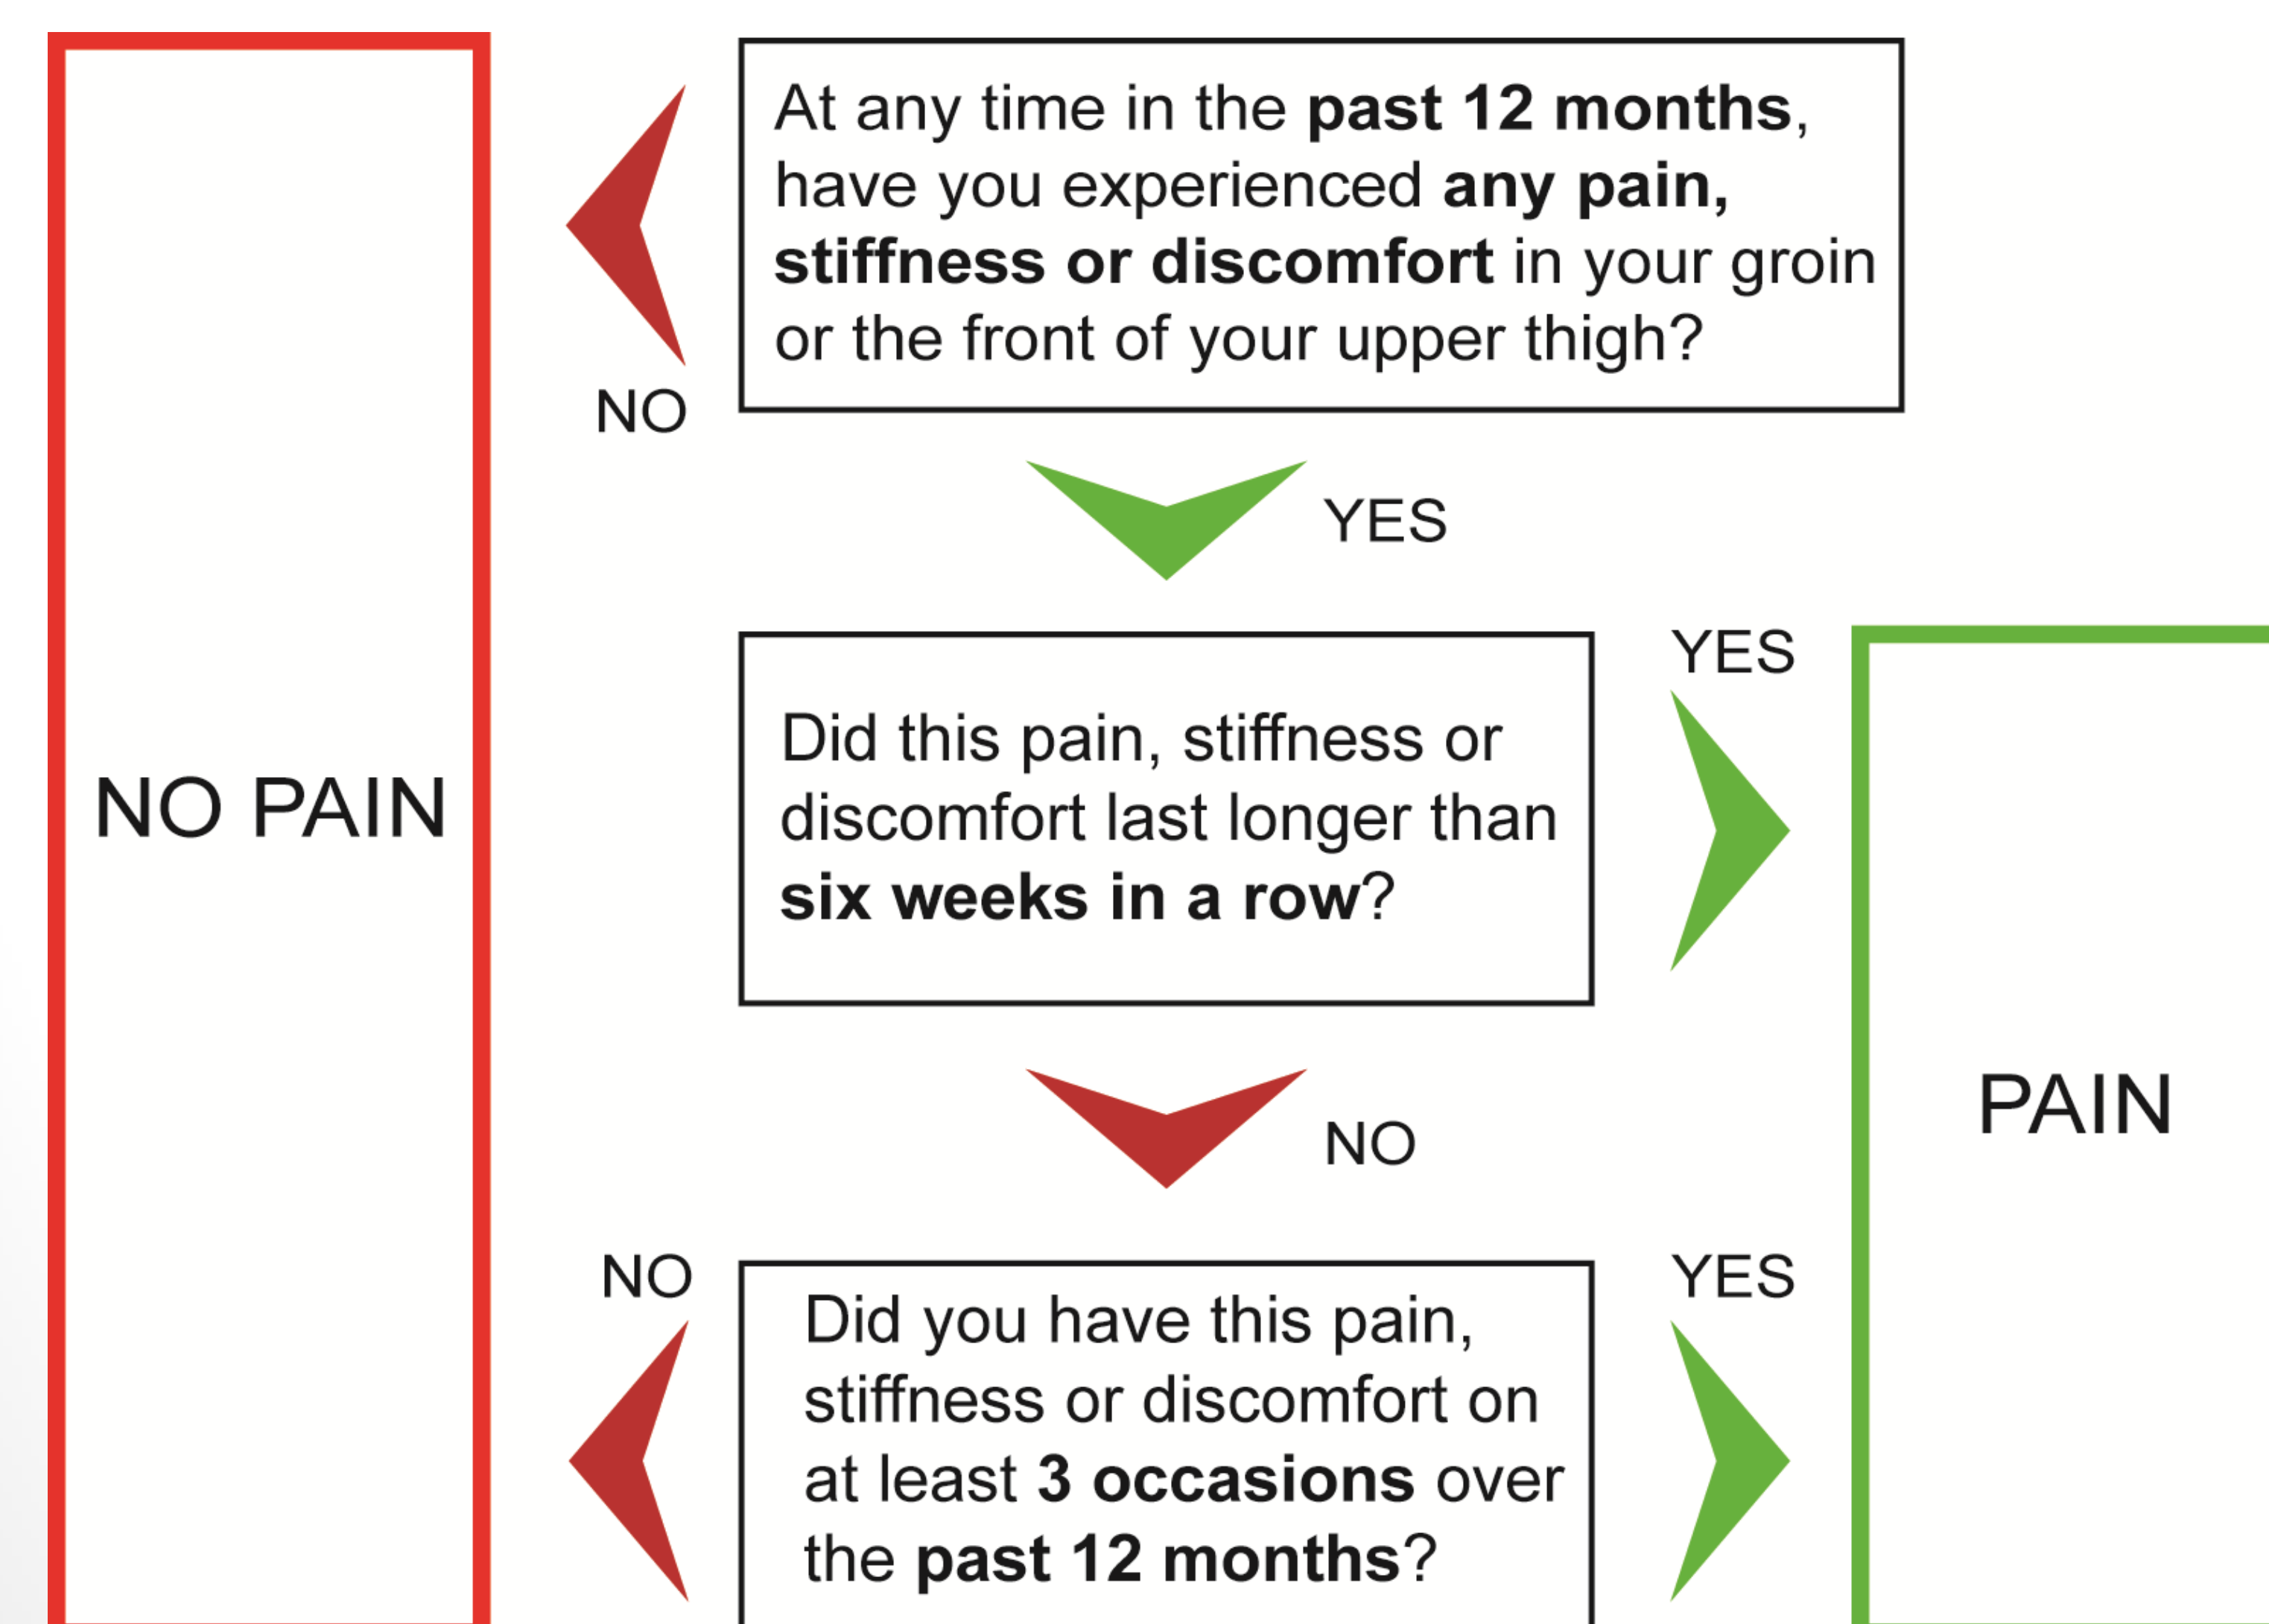 At any time in the past 12 months,
have you experienced any pain,
stiffness or discomfort in your groin
or the front of your upper thigh?
NO
YES
NO PAIN
Did this pain, stiffness or
discomfort last longer than
six weeks in a row?
YES
NO
PAIN
NO
Did you have this pain,
stiffness or discomfort on
at least 3 occasions over
the past 12 months?
YES